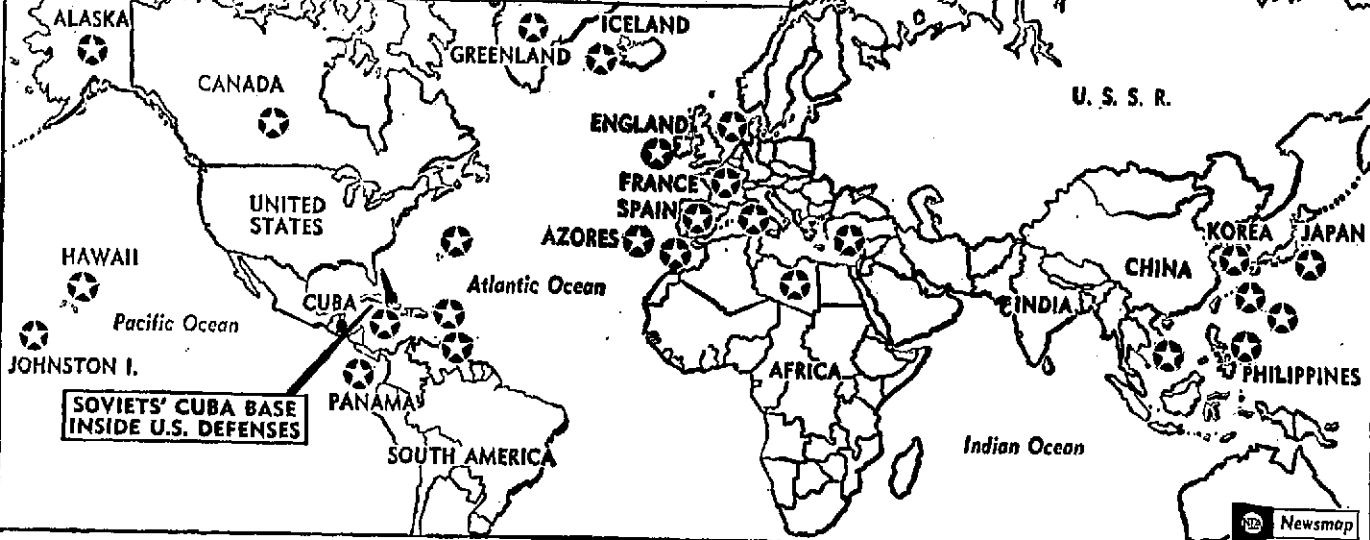 ALASKA
ICELAND
GREENLAND
CANADA
U. S. S. R.
ENGLAND
FRANCE
UNITED
STATES
SPAIN
AZORES
KOREA
JAPAN
HAWAII
CHINA
Atlantic Ocean
CUBA
INDIA
Pacific Ocean
JOHNSTON I.
AFRICA
PHILIPPINES
PANAMA
SOVIETS' CUBA BASE
INSIDE U.S. DEFENSES
SOUTH AMERICA
Indian Ocean
NEA
Newsmap